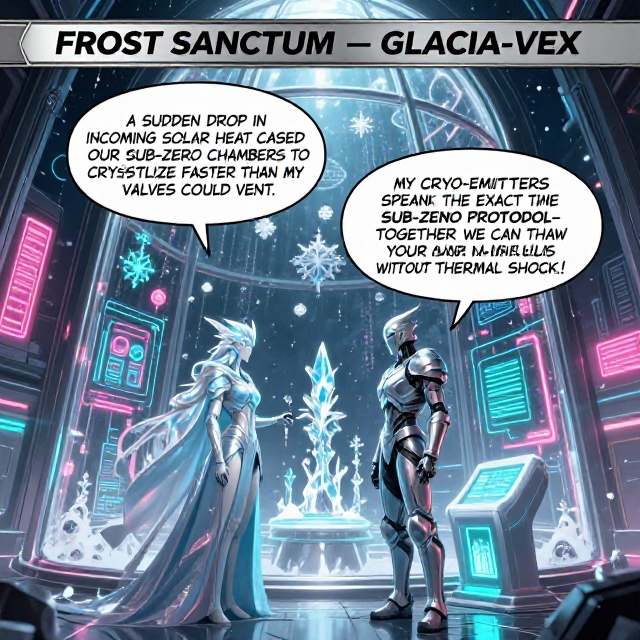 FROST SANCTUM — GLACIA-VEX
A SUDDEN DROP IN
INCOMING SOLAR HEAT CASED
OUR SUB-ZERO CHAMBERS TO
CRYSSTLIZE FASTER THAN MY
VALVES COULD VENT.
MY CRYO-EMITTERS
SPEANK THE EXACT THE
SUB-ZENO PROTODOL–
TOGETHER WE CAN THAW
YOUR
WITTOUT THERMAL SHOCK.!